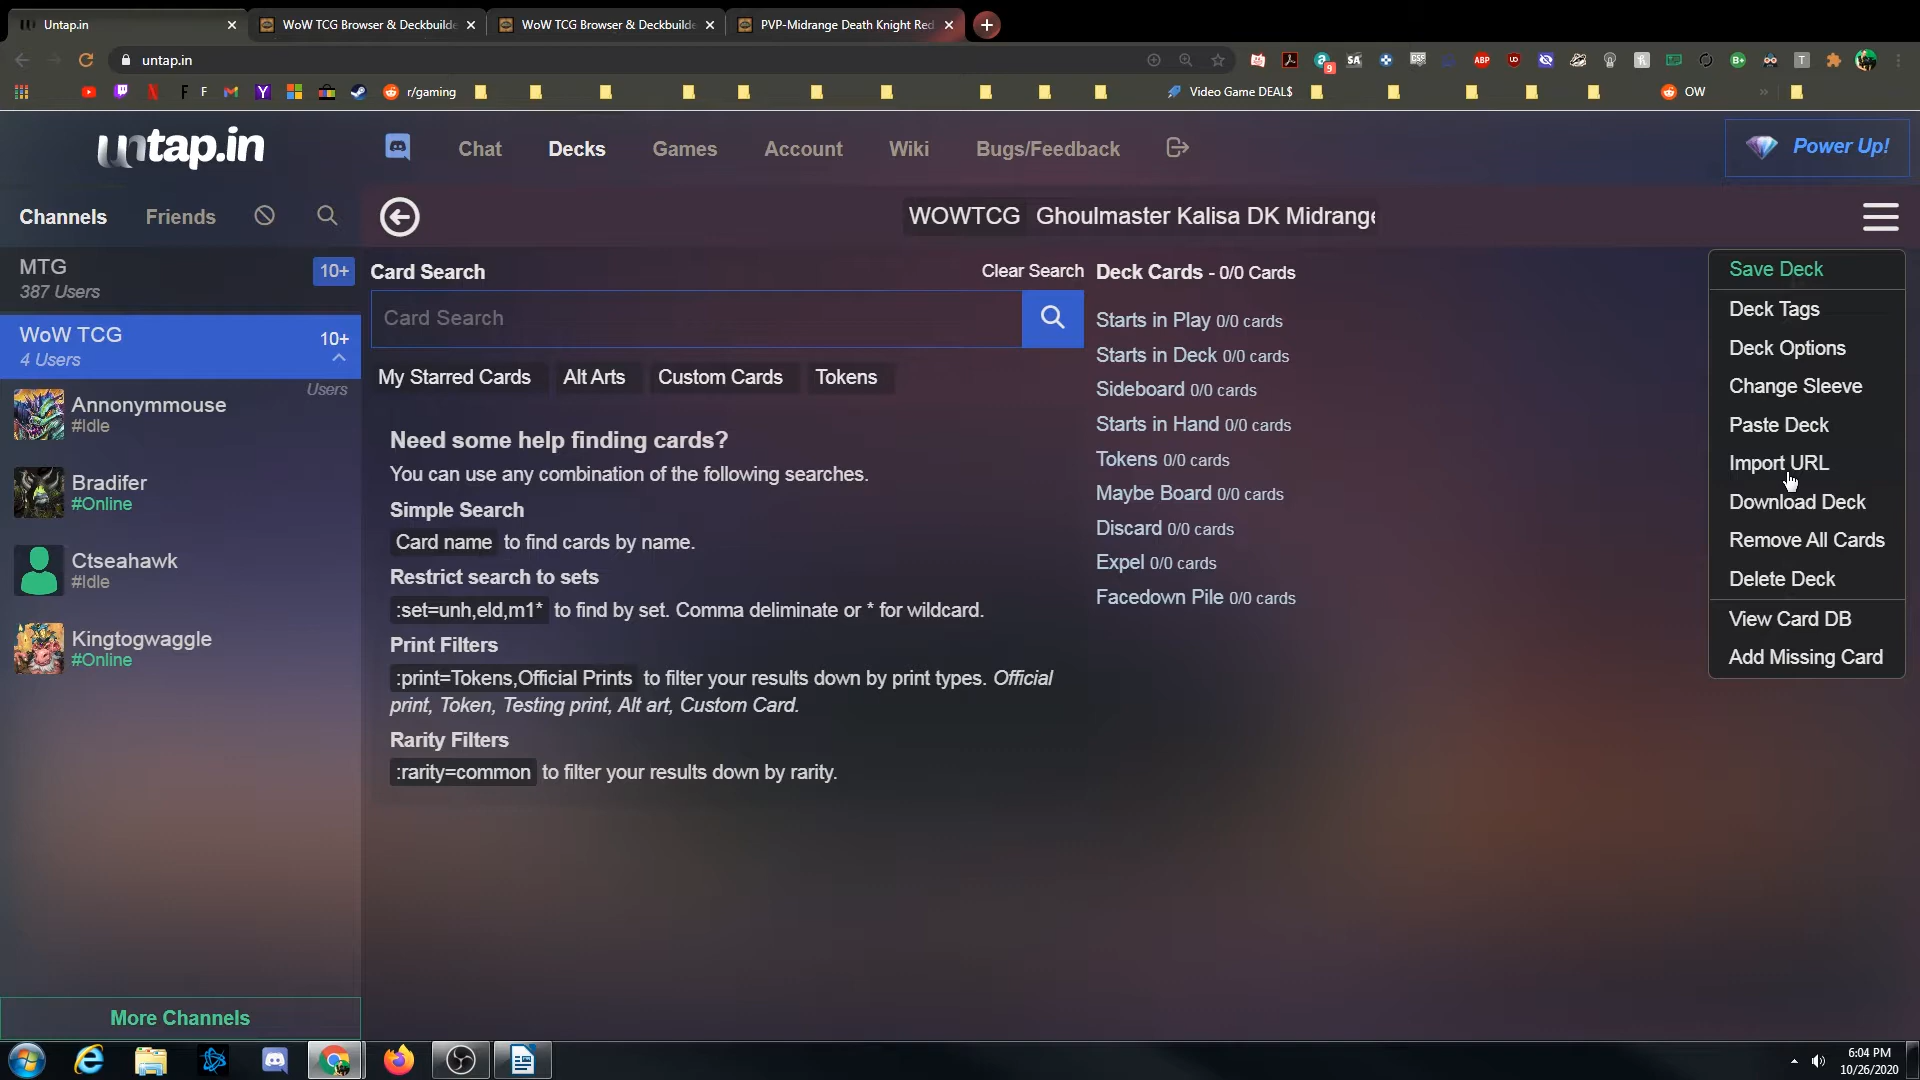 Untap.in
WoW TCG Browser & Deckbuilde
WoW TCG Browser & Deckbuilde
PVP-Midrange Death Knight Red
untap.in
r/gaming
Video Game DEAL$
OW
untap.in
Chat
Decks
Games
Account
Wiki
Bugs/Feedback
Power Up!
Channels
Friends
WOWTCG
Ghoulmaster Kalisa DK Midrange
MTG
387 Users
10+
WoW TCG
4 Users
10+
Users
Annonymmouse
#Idle
Bradifer
#Online
Ctseahawk
#Idle
Kingtogwaggle
#Online
More Channels
Card Search
Clear Search
Card Search
My Starred Cards
Alt Arts
Custom Cards
Tokens
Need some help finding cards?
You can use any combination of the following searches.
Simple Search
Card name to find cards by name.
Restrict search to sets
:set=unh,eld,m1* to find by set. Comma deliminate or * for wildcard.
Print Filters
:print=Tokens,Official Prints to filter your results down by print types. Official
print, Token, Testing print, Alt art, Custom Card.
Rarity Filters
:rarity=common to filter your results down by rarity.
Deck Cards - 0/0 Cards
Starts in Play 0/0 cards
Starts in Deck 0/0 cards
Sideboard 0/0 cards
Starts in Hand 0/0 cards
Tokens 0/0 cards
Maybe Board 0/0 cards
Discard 0/0 cards
Expel 0/0 cards
Facedown Pile 0/0 cards
Save Deck
Deck Tags
Deck Options
Change Sleeve
Paste Deck
Import URL
Download Deck
Remove All Cards
Delete Deck
View Card DB
Add Missing Card
6:04 PM
10/26/2020